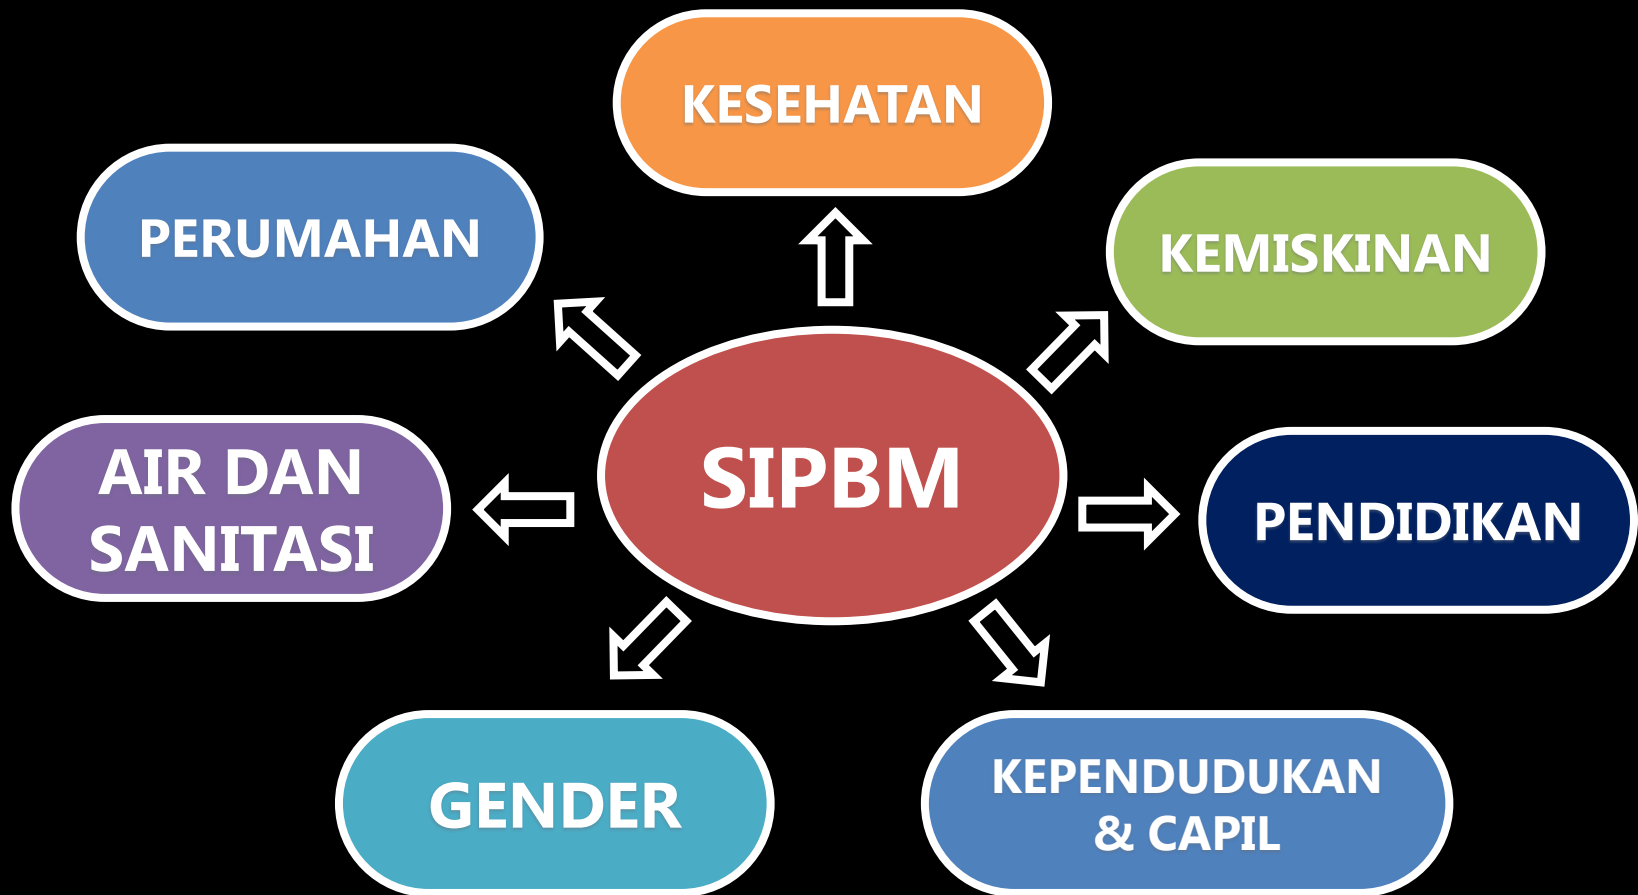 KESEHATAN
PERUMAHAN
KEMISKINAN
SIPBM
AIR DAN
SANITASI
PENDIDIKAN
GENDER
KEPENDUDUKAN
& CAPIL